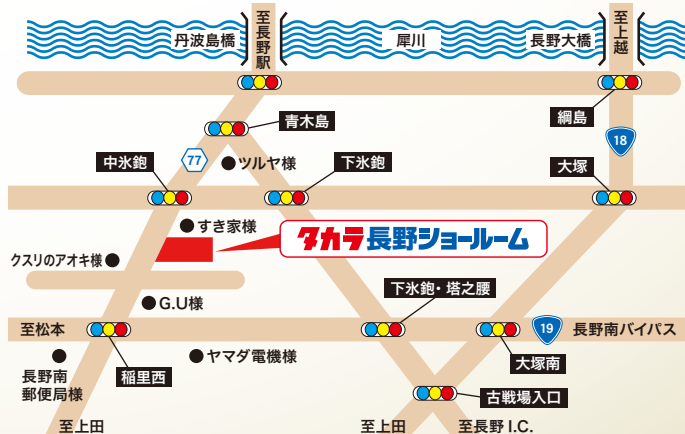 丹波島橋
至長野駅
犀川
長野大橋
至上越
青木島
綱島
18
中氷鉋
77
ツルヤ様
下氷鉋
大塚
すき家様
タカラ長野ショールーム
クスリのアオキ様
G.U様
下氷鉋・塔之腰
至松本
19
長野南バイパス
長野南
郵便局様
稲里西
ヤマダ電機様
大塚南
古戦場入口
至上田
至上田
至長野 I.C.